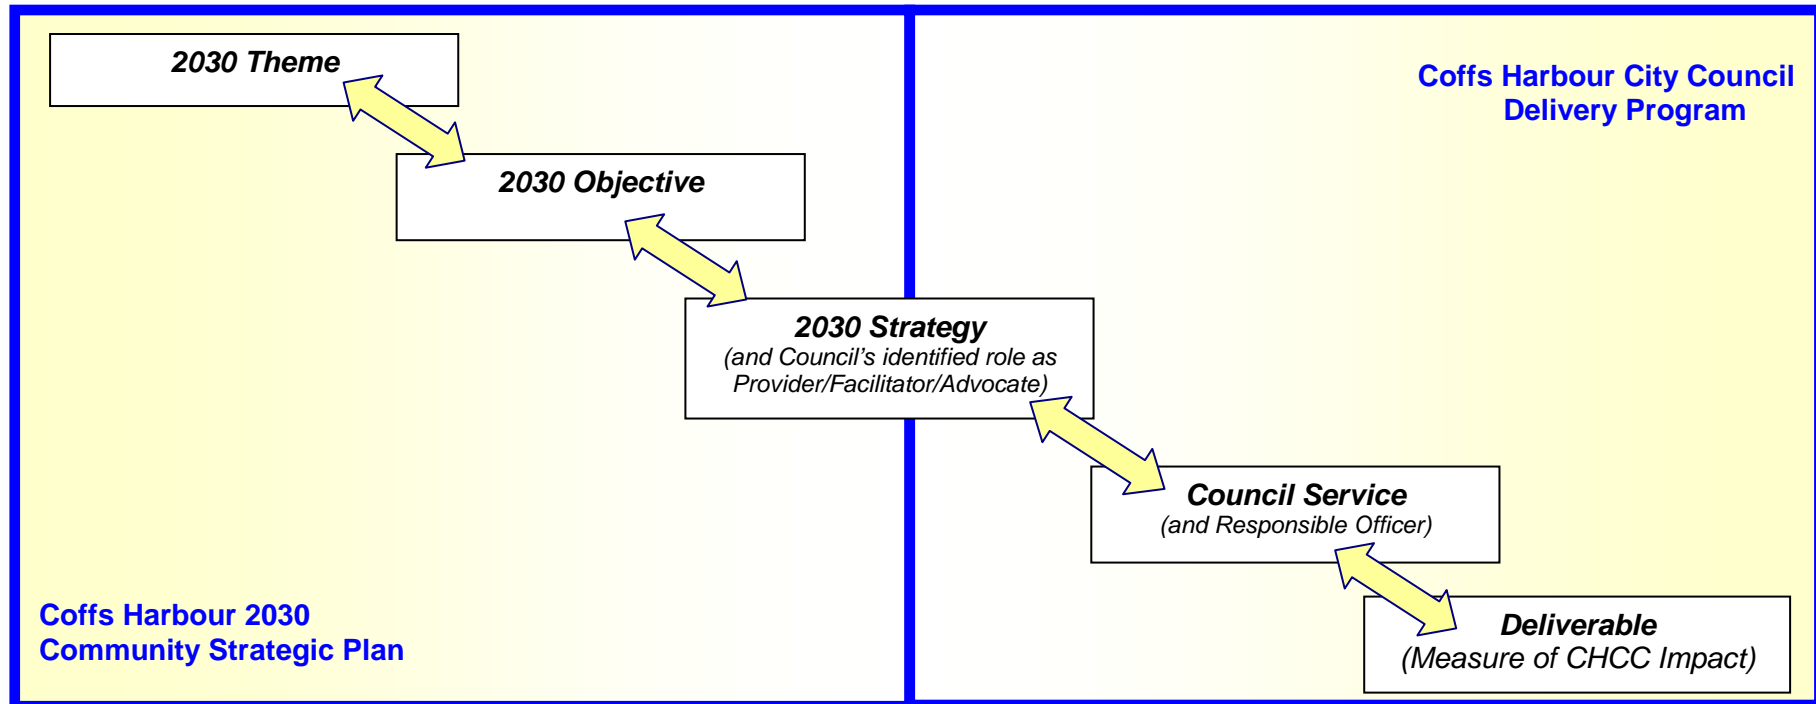 2030 Theme
Coffs Harbour City Council
Delivery Program
2030 Objective
2030 Strategy
(and Council's identified role as
Provider/Facilitator/Advocate)
Council Service
(and Responsible Officer)
Coffs Harbour 2030
Community Strategic Plan
Deliverable
(Measure of CHCC Impact)